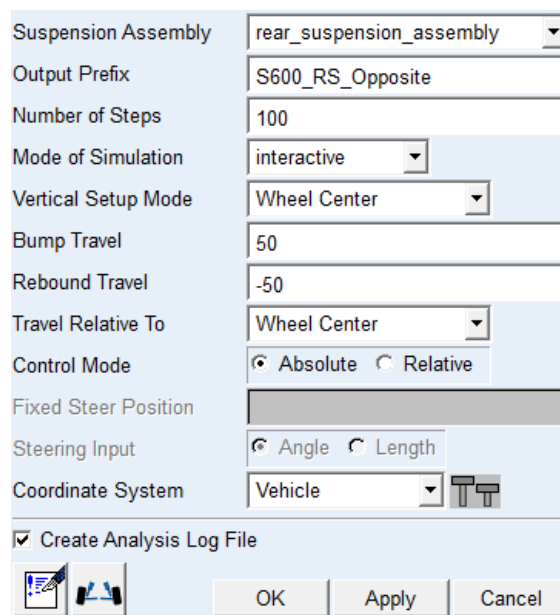 Suspension Assembly rear_suspension_assembly
Output Prefix S600_RS_Opposite
Number of Steps 100
Mode of Simulation interactive
Vertical Setup Mode Wheel Center
Bump Travel 50
Rebound Travel -50
Travel Relative To Wheel Center
Control Mode Absolute Relative
Fixed Steer Position
Steering Input Angle Length
Coordinate System Vehicle
Create Analysis Log File
OK Apply Cancel